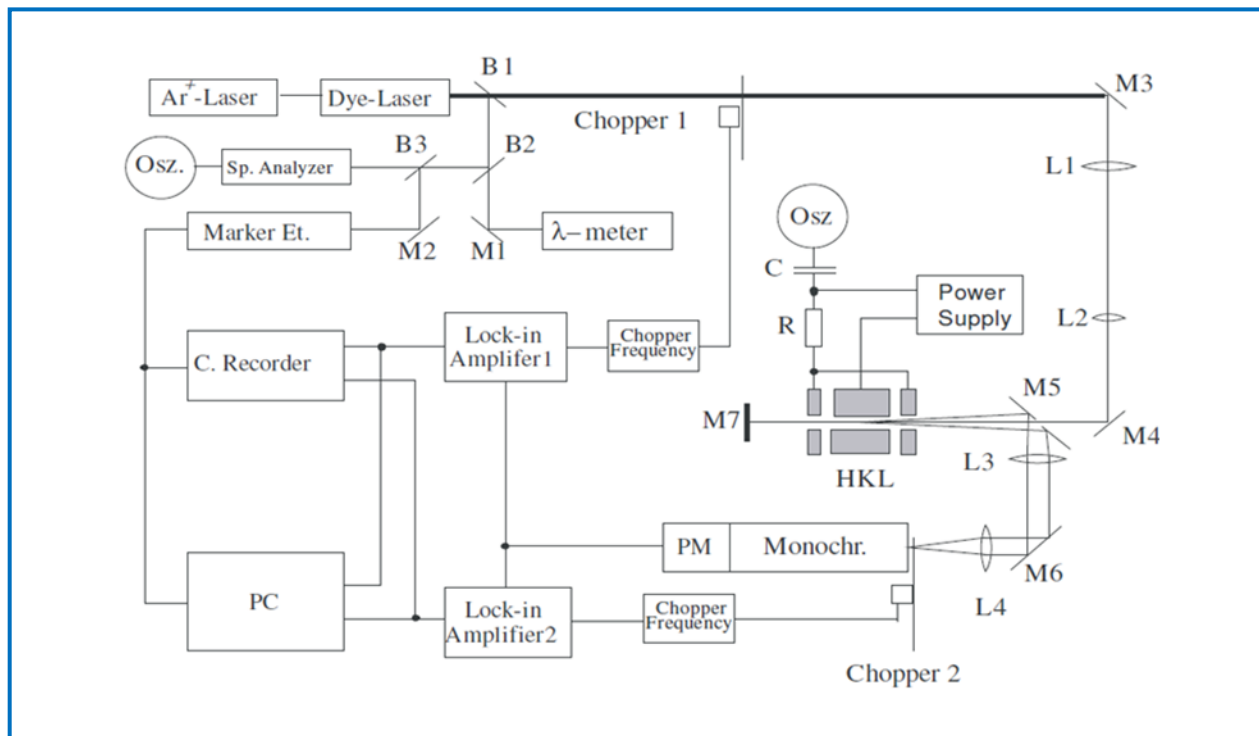 B1
M3
Ar+-Laser
Dye-Laser
Chopper 1
B3
B2
L1
Osz.
Sp. Analyzer
Osz
Marker Et.
M2
M1
λ-meter
C
Power
Supply
R
L2
C. Recorder
Lock-in
Amplifer1
Chopper
Frequency
M5
M7
M4
L3
HKL
PM
Monochr.
M6
L4
PC
Lock-in
Amplifier2
Chopper
Frequency
Chopper 2